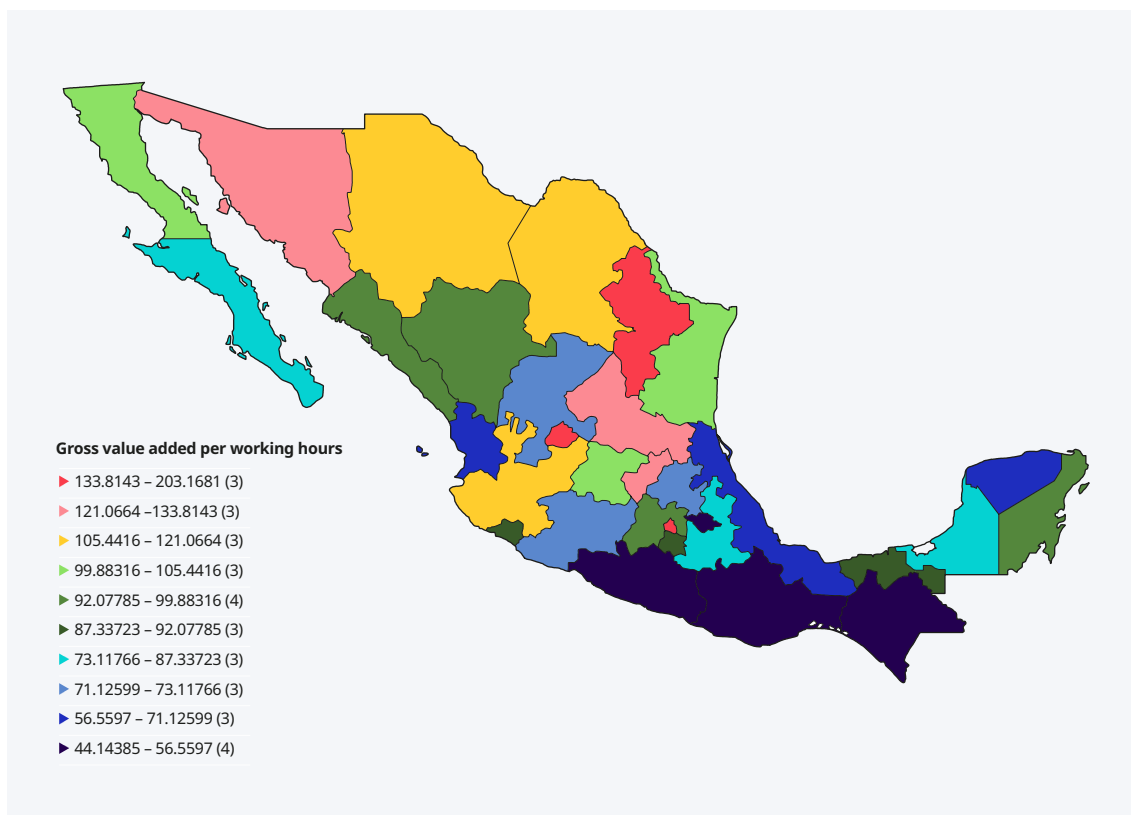 Gross value added per working hours
133.8143 – 203.1681 (3)
121.0664 –133.8143 (3)
105.4416 – 121.0664 (3)
99.88316 – 105.4416 (3)
92.07785 – 99.88316 (4)
87.33723 – 92.07785 (3)
73.11766 – 87.33723 (3)
71.12599 – 73.11766 (3)
56.5597 – 71.12599 (3)
44.14385 – 56.5597 (4)